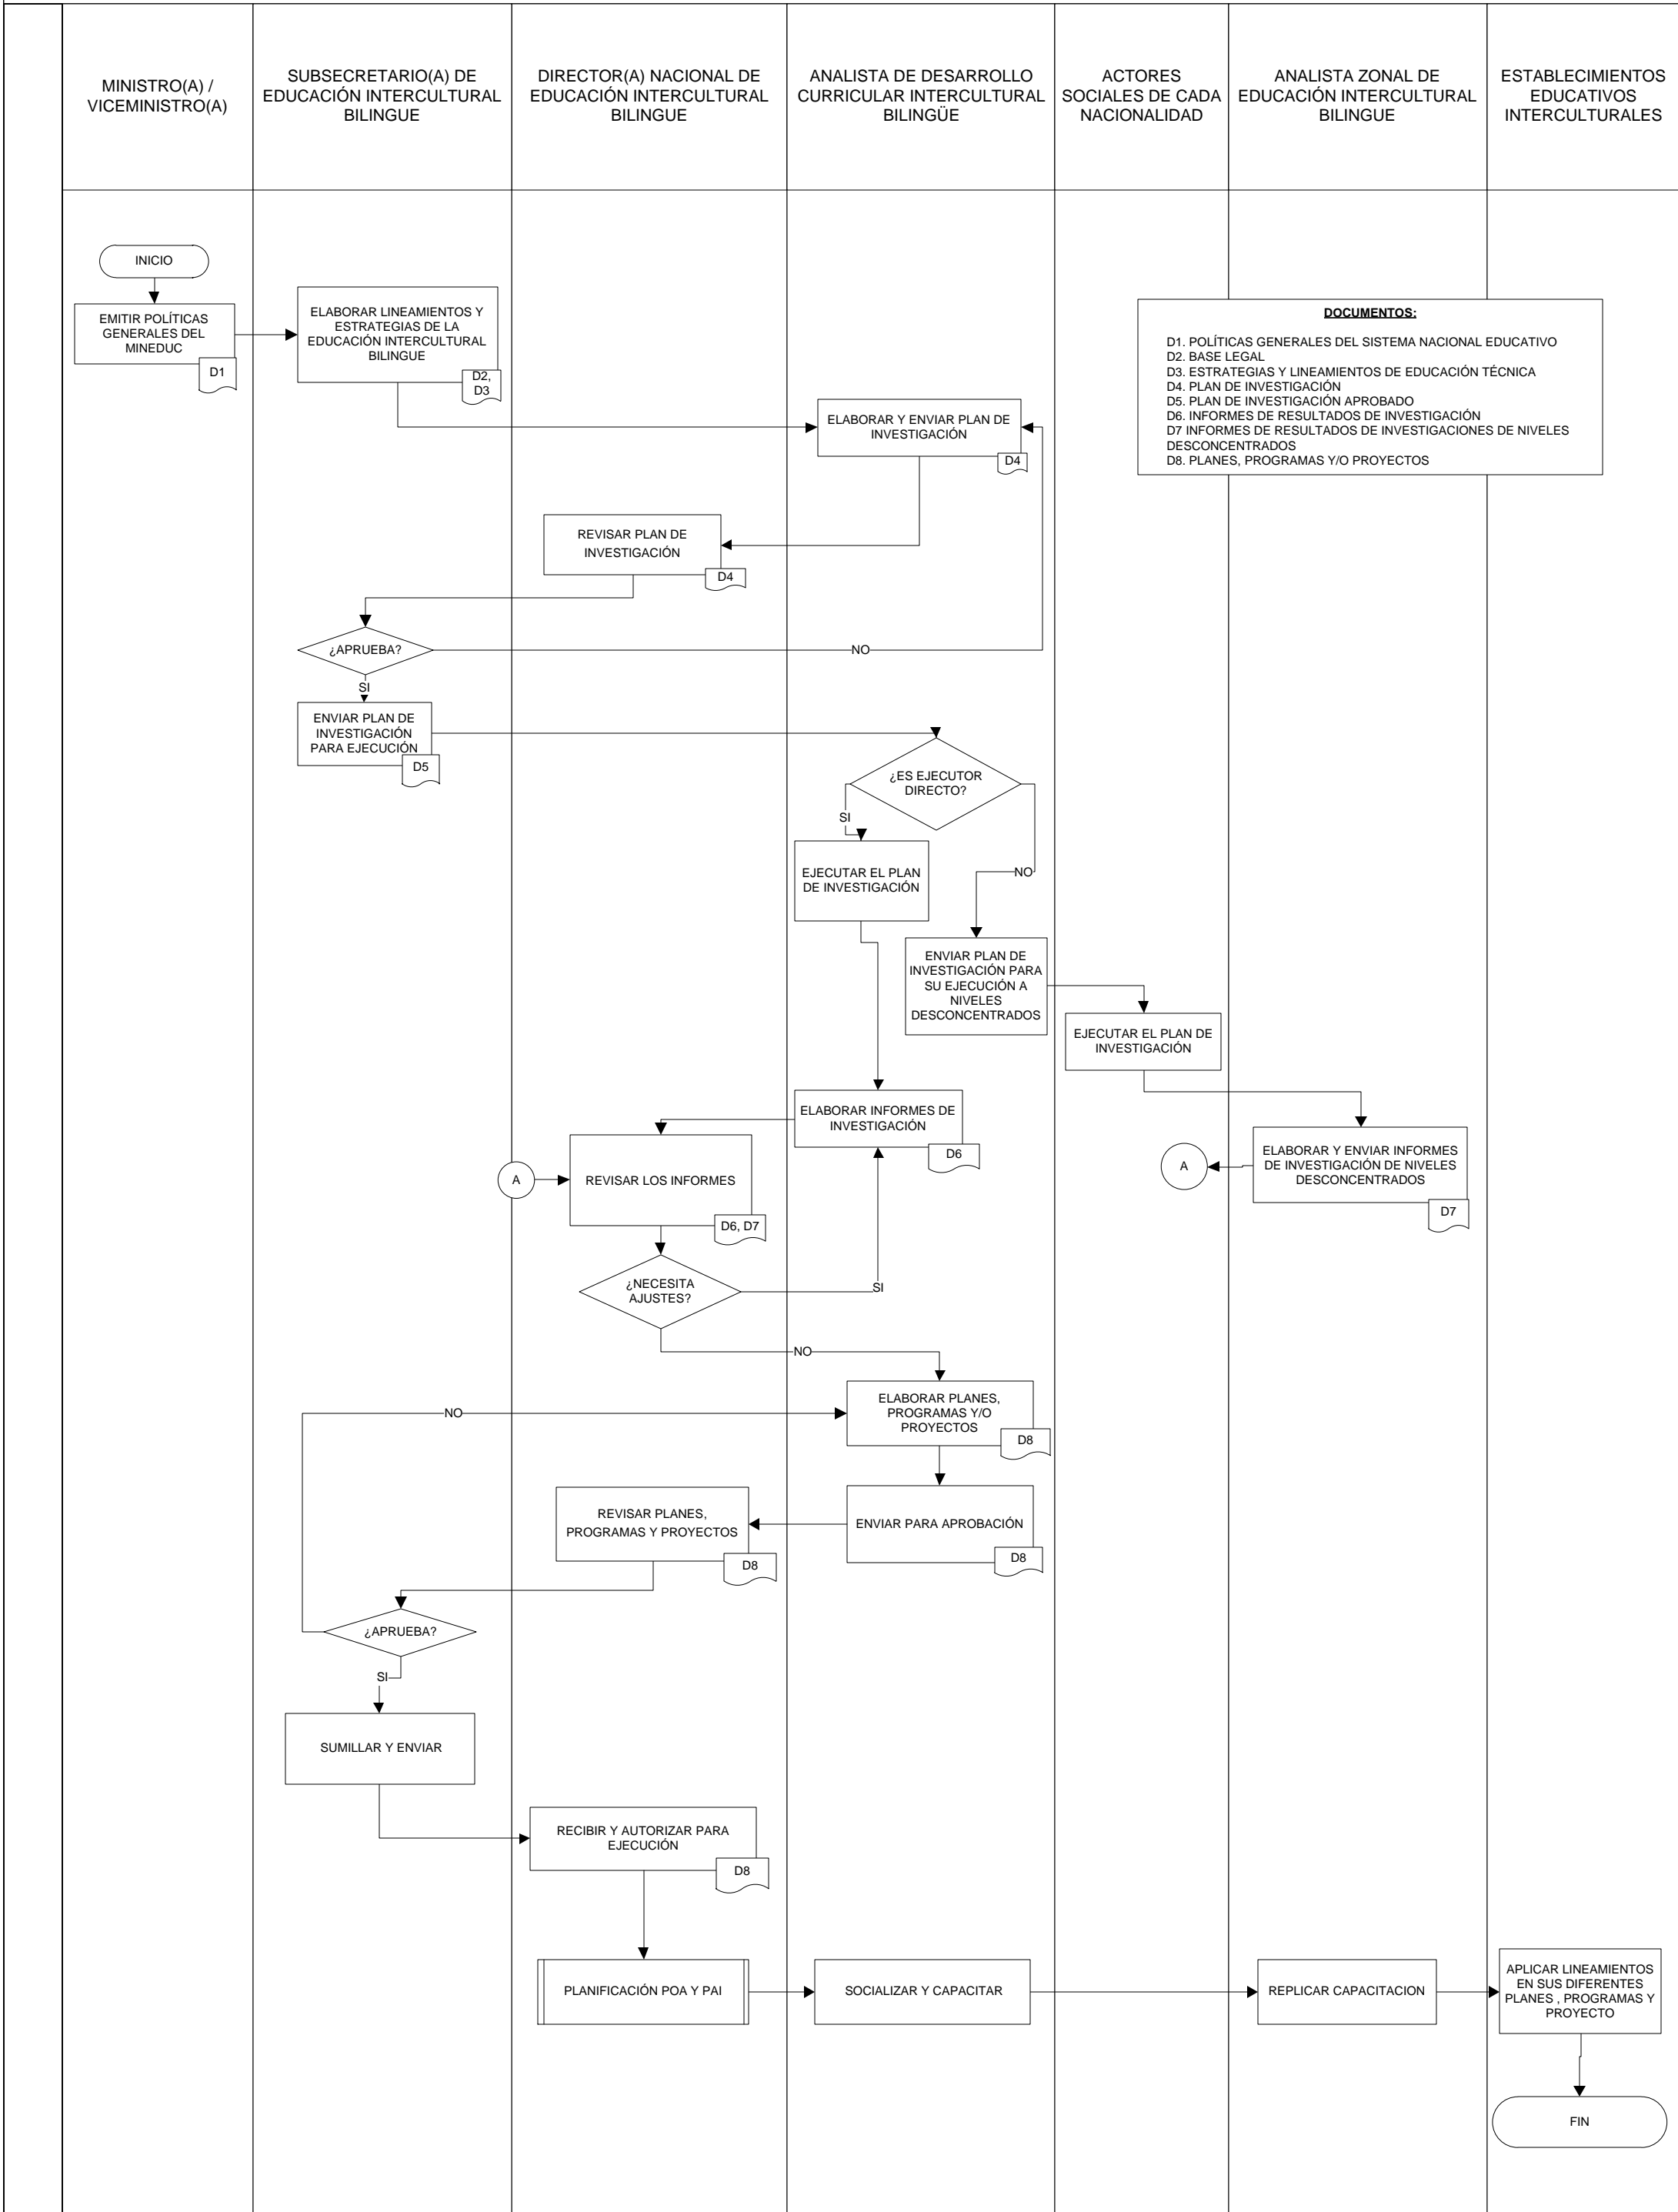 MINISTRO(A) /
VICEMINISTRO(A)
SUBSECRETARIO(A) DE
EDUCACIÓN INTERCULTURAL
BILINGUE
DIRECTOR(A) NACIONAL DE
EDUCACIÓN INTERCULTURAL
BILINGUE
ANALISTA DE DESARROLLO
CURRICULAR INTERCULTURAL
BILINGÜE
ACTORES
SOCIALES DE CADA
NACIONALIDAD
ANALISTA ZONAL DE
EDUCACIÓN INTERCULTURAL
BILINGUE
ESTABLECIMIENTOS
EDUCATIVOS
INTERCULTURALES
INICIO
EMITIR POLÍTICAS
GENERALES DEL
MINEDUC
D1
ELABORAR LINEAMIENTOS Y
ESTRATEGIAS DE LA
EDUCACIÓN INTERCULTURAL
BILINGUE
D2,
D3
DOCUMENTOS:
D1. POLÍTICAS GENERALES DEL SISTEMA NACIONAL EDUCATIVO
D2. BASE LEGAL
D3. ESTRATEGIAS Y LINEAMIENTOS DE EDUCACIÓN TÉCNICA
D4. PLAN DE INVESTIGACIÓN
D5. PLAN DE INVESTIGACIÓN APROBADO
D6. INFORMES DE RESULTADOS DE INVESTIGACIÓN
D7 INFORMES DE RESULTADOS DE INVESTIGACIONES DE NIVELES
DESCONCENTRADOS
D8. PLANES, PROGRAMAS Y/O PROYECTOS
ELABORAR Y ENVIAR PLAN DE
INVESTIGACIÓN
D4
REVISAR PLAN DE
INVESTIGACIÓN
D4
¿APRUEBA?
NO
SI
ENVIAR PLAN DE
INVESTIGACIÓN
PARA EJECUCIÓN
D5
¿ES EJECUTOR
DIRECTO?
SI
NO
EJECUTAR EL PLAN
DE INVESTIGACIÓN
ENVIAR PLAN DE
INVESTIGACIÓN PARA
SU EJECUCIÓN A
NIVELES
DESCONCENTRADOS
EJECUTAR EL PLAN DE
INVESTIGACIÓN
ELABORAR INFORMES DE
INVESTIGACIÓN
D6
A
REVISAR LOS INFORMES
D6, D7
A
ELABORAR Y ENVIAR INFORMES
DE INVESTIGACIÓN DE NIVELES
DESCONCENTRADOS
D7
¿NECESITA
AJUSTES?
SI
NO
ELABORAR PLANES,
PROGRAMAS Y/O
PROYECTOS
D8
NO
REVISAR PLANES,
PROGRAMAS Y PROYECTOS
D8
ENVIAR PARA APROBACIÓN
D8
¿APRUEBA?
SI
SUMILLAR Y ENVIAR
RECIBIR Y AUTORIZAR PARA
EJECUCIÓN
D8
PLANIFICACIÓN POA Y PAI
SOCIALIZAR Y CAPACITAR
REPLICAR CAPACITACION
APLICAR LINEAMIENTOS
EN SUS DIFERENTES
PLANES , PROGRAMAS Y
PROYECTO
FIN